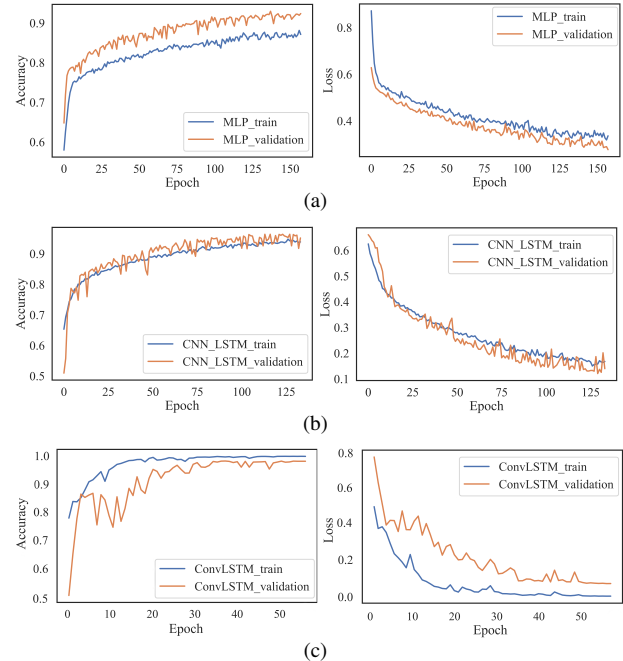 Accuracy
0.9
0.8
0.7
0.6
MLP_train
MLP_validation
0 25 50 75 100 125 150
Epoch
Loss
0.8
0.6
0.4
MLP_train
MLP_validation
0 25 50 75 100 125 150
Epoch
(a)
Accuracy
0.9
0.8
0.7
0.6
0.5
CNN_LSTM_train
CNN_LSTM_validation
0 25 50 75 100 125
Epoch
Loss
0.6
0.5
0.4
0.3
0.2
0.1
CNN_LSTM_train
CNN_LSTM_validation
0 25 50 75 100 125
Epoch
(b)
Accuracy
1.0
0.9
0.8
0.7
0.6
0.5
ConvLSTM_train
ConvLSTM_validation
0 10 20 30 40 50
Epoch
Loss
0.8
0.6
0.4
0.2
0.0
ConvLSTM_train
ConvLSTM_validation
0 10 20 30 40 50
Epoch
(c)